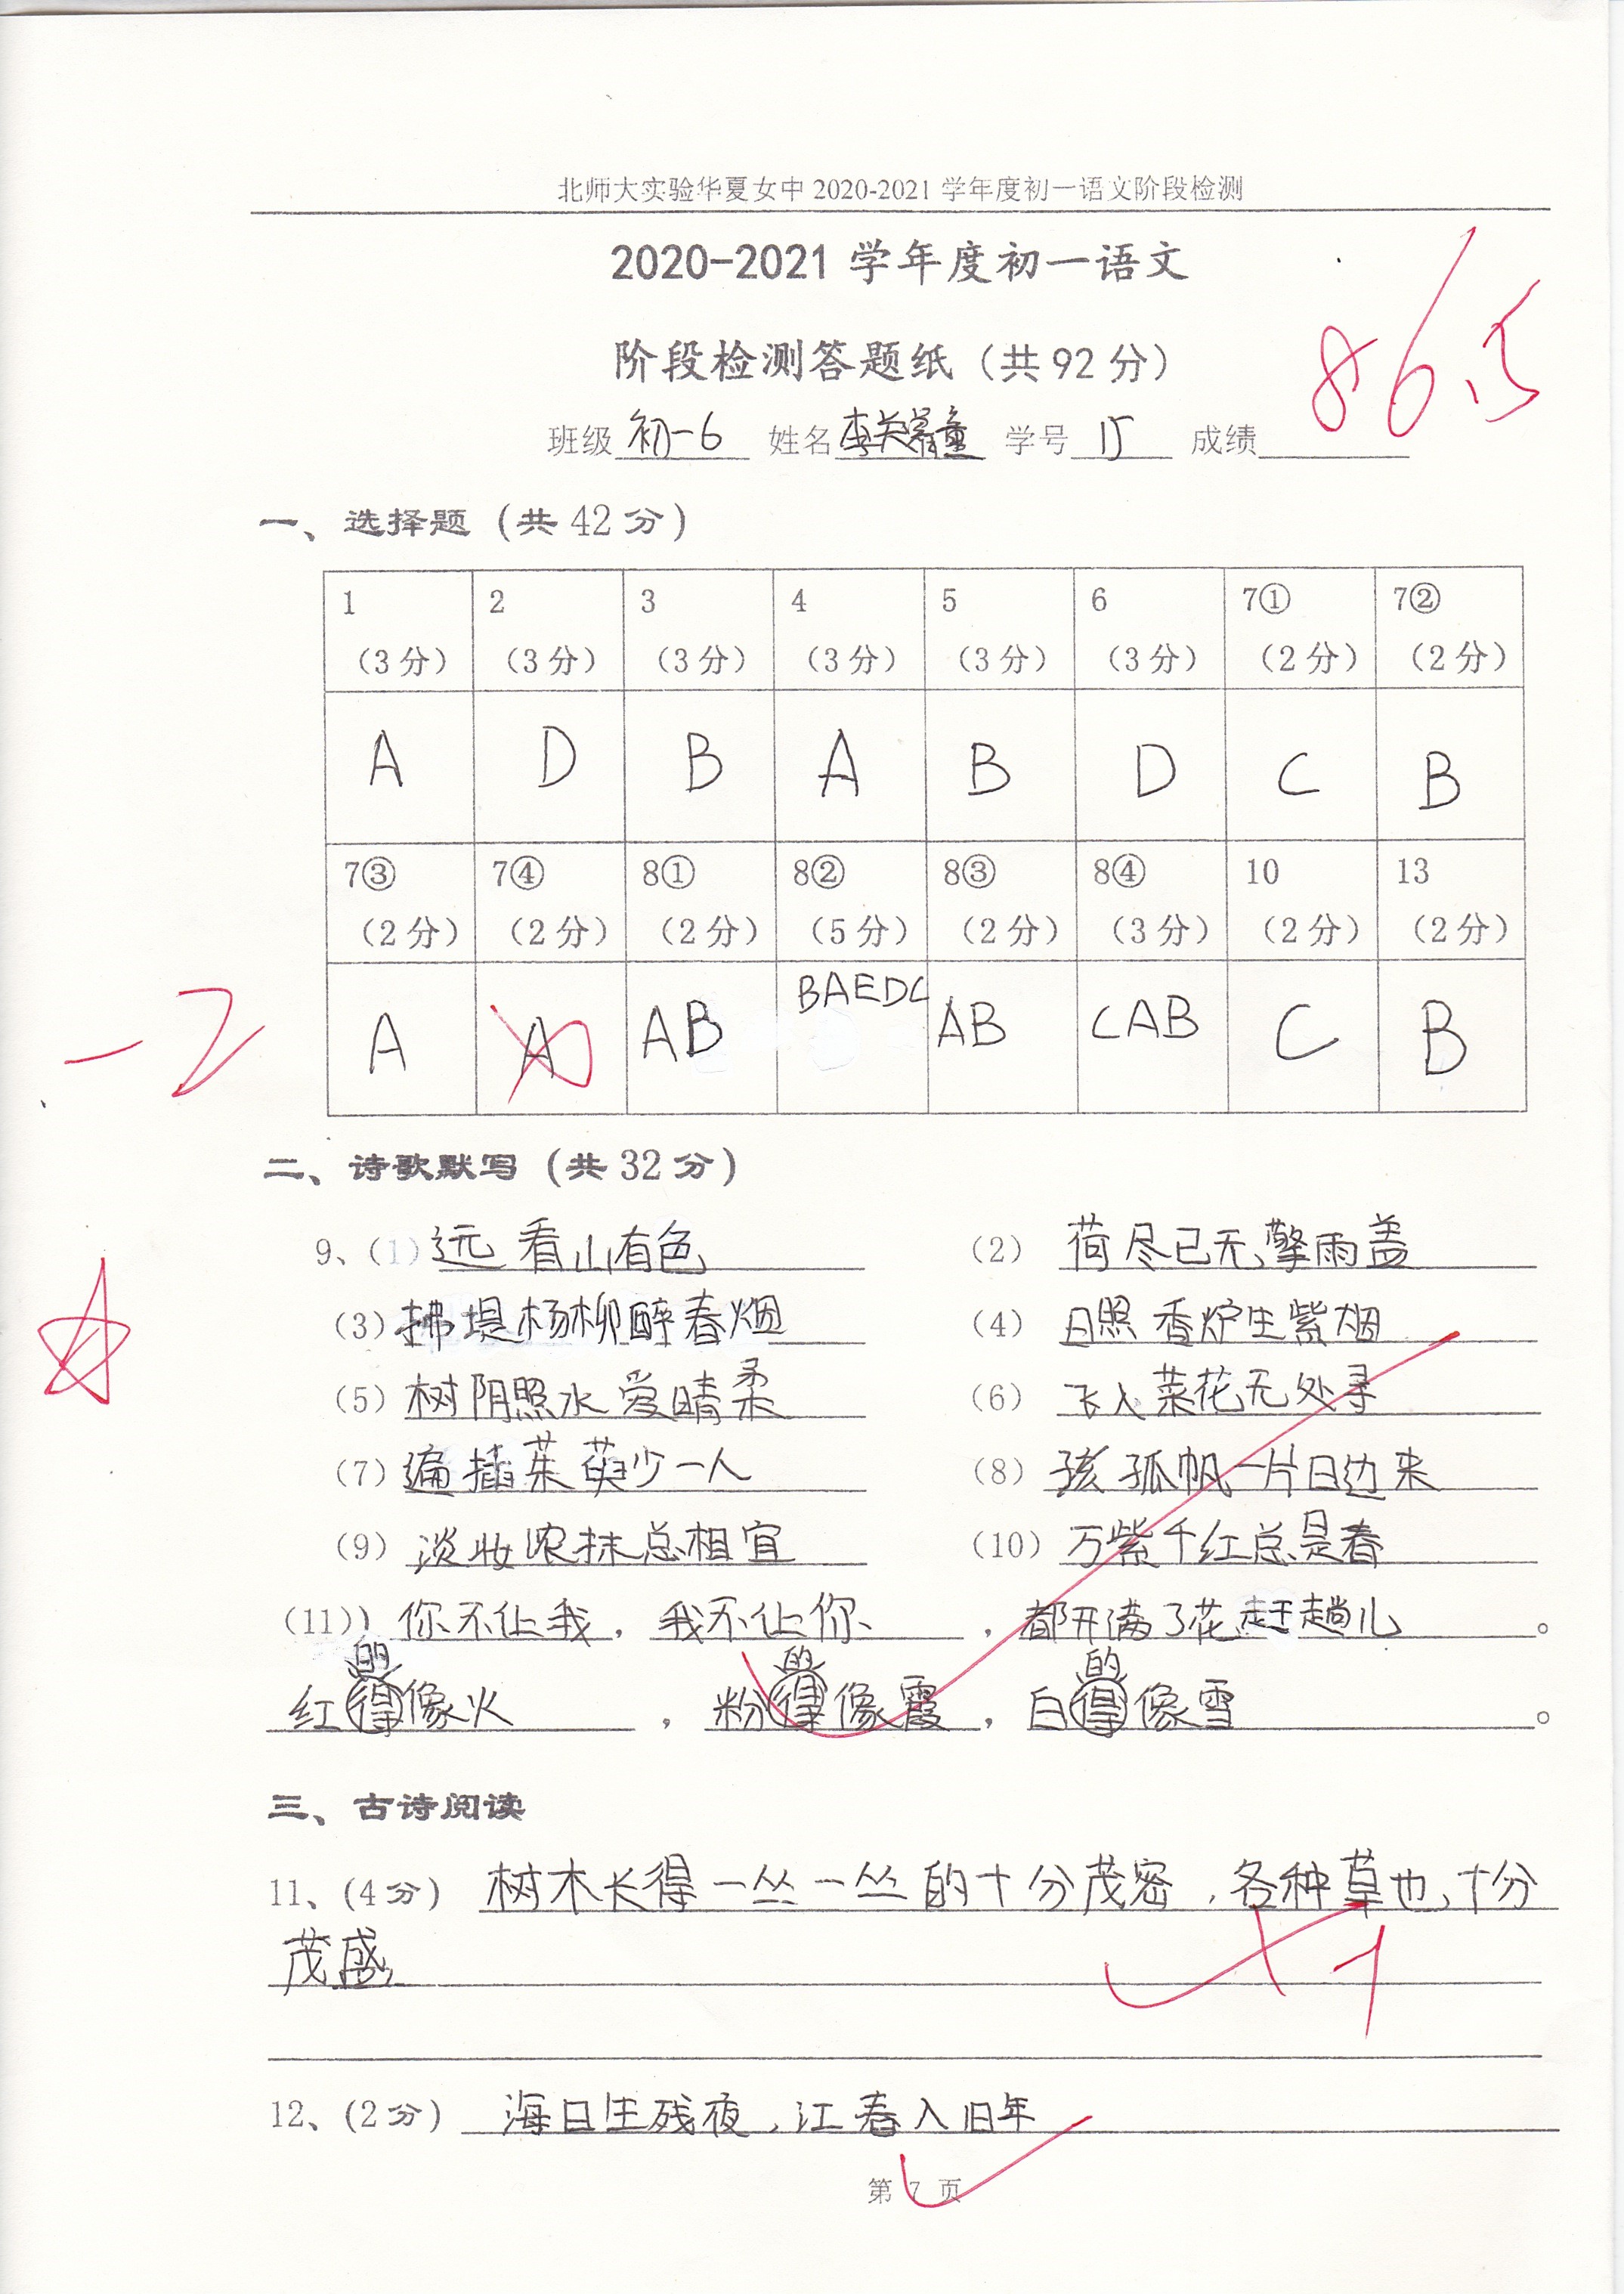 北师大实验华夏女中 2020-2021 学年度初一语文阶段检测
2020-2021 学年度初一语文
阶段检测答题纸（共 92 分）
86.5
班级 初一6 姓名 李 童 学号 15 成绩
一、选择题（共 42 分）
1 2 3 4 5 6 7① 7②
（3 分） （3 分） （3 分） （3 分） （3 分） （3 分） （2 分） （2 分）
A D B A B D C B
7③ 7④ 8① 8② 8③ 8④ 10 13
（2 分） （2 分） （2 分） （5 分） （2 分） （3 分） （2 分） （2 分）
-2 A A AB BAEDC AB CAB C B
二、诗歌默写（共 32 分）
9、（1）远看山有色 （2） 荷尽已无擎雨盖
（3）拂堤杨柳醉春烟 （4） 日照香炉生紫烟
（5）树阴照水爱晴柔 （6） 飞入菜花无处寻
（7）遍插茱萸少一人 （8）孩孤帆一片日边来
（9）淡妆浓抹总相宜 （10）万紫千红总是春
（11）） 你不让我，我不让你、，都开满了花赶趟儿。
的 的 的
红得像火，粉得像霞，白得像雪。
三、古诗阅读
11、（4 分） 树木长得一丛一丛的十分茂密，各种草也十分
茂盛，
-1
12、（2 分） 海日生残夜，江春入旧年
第 7 页